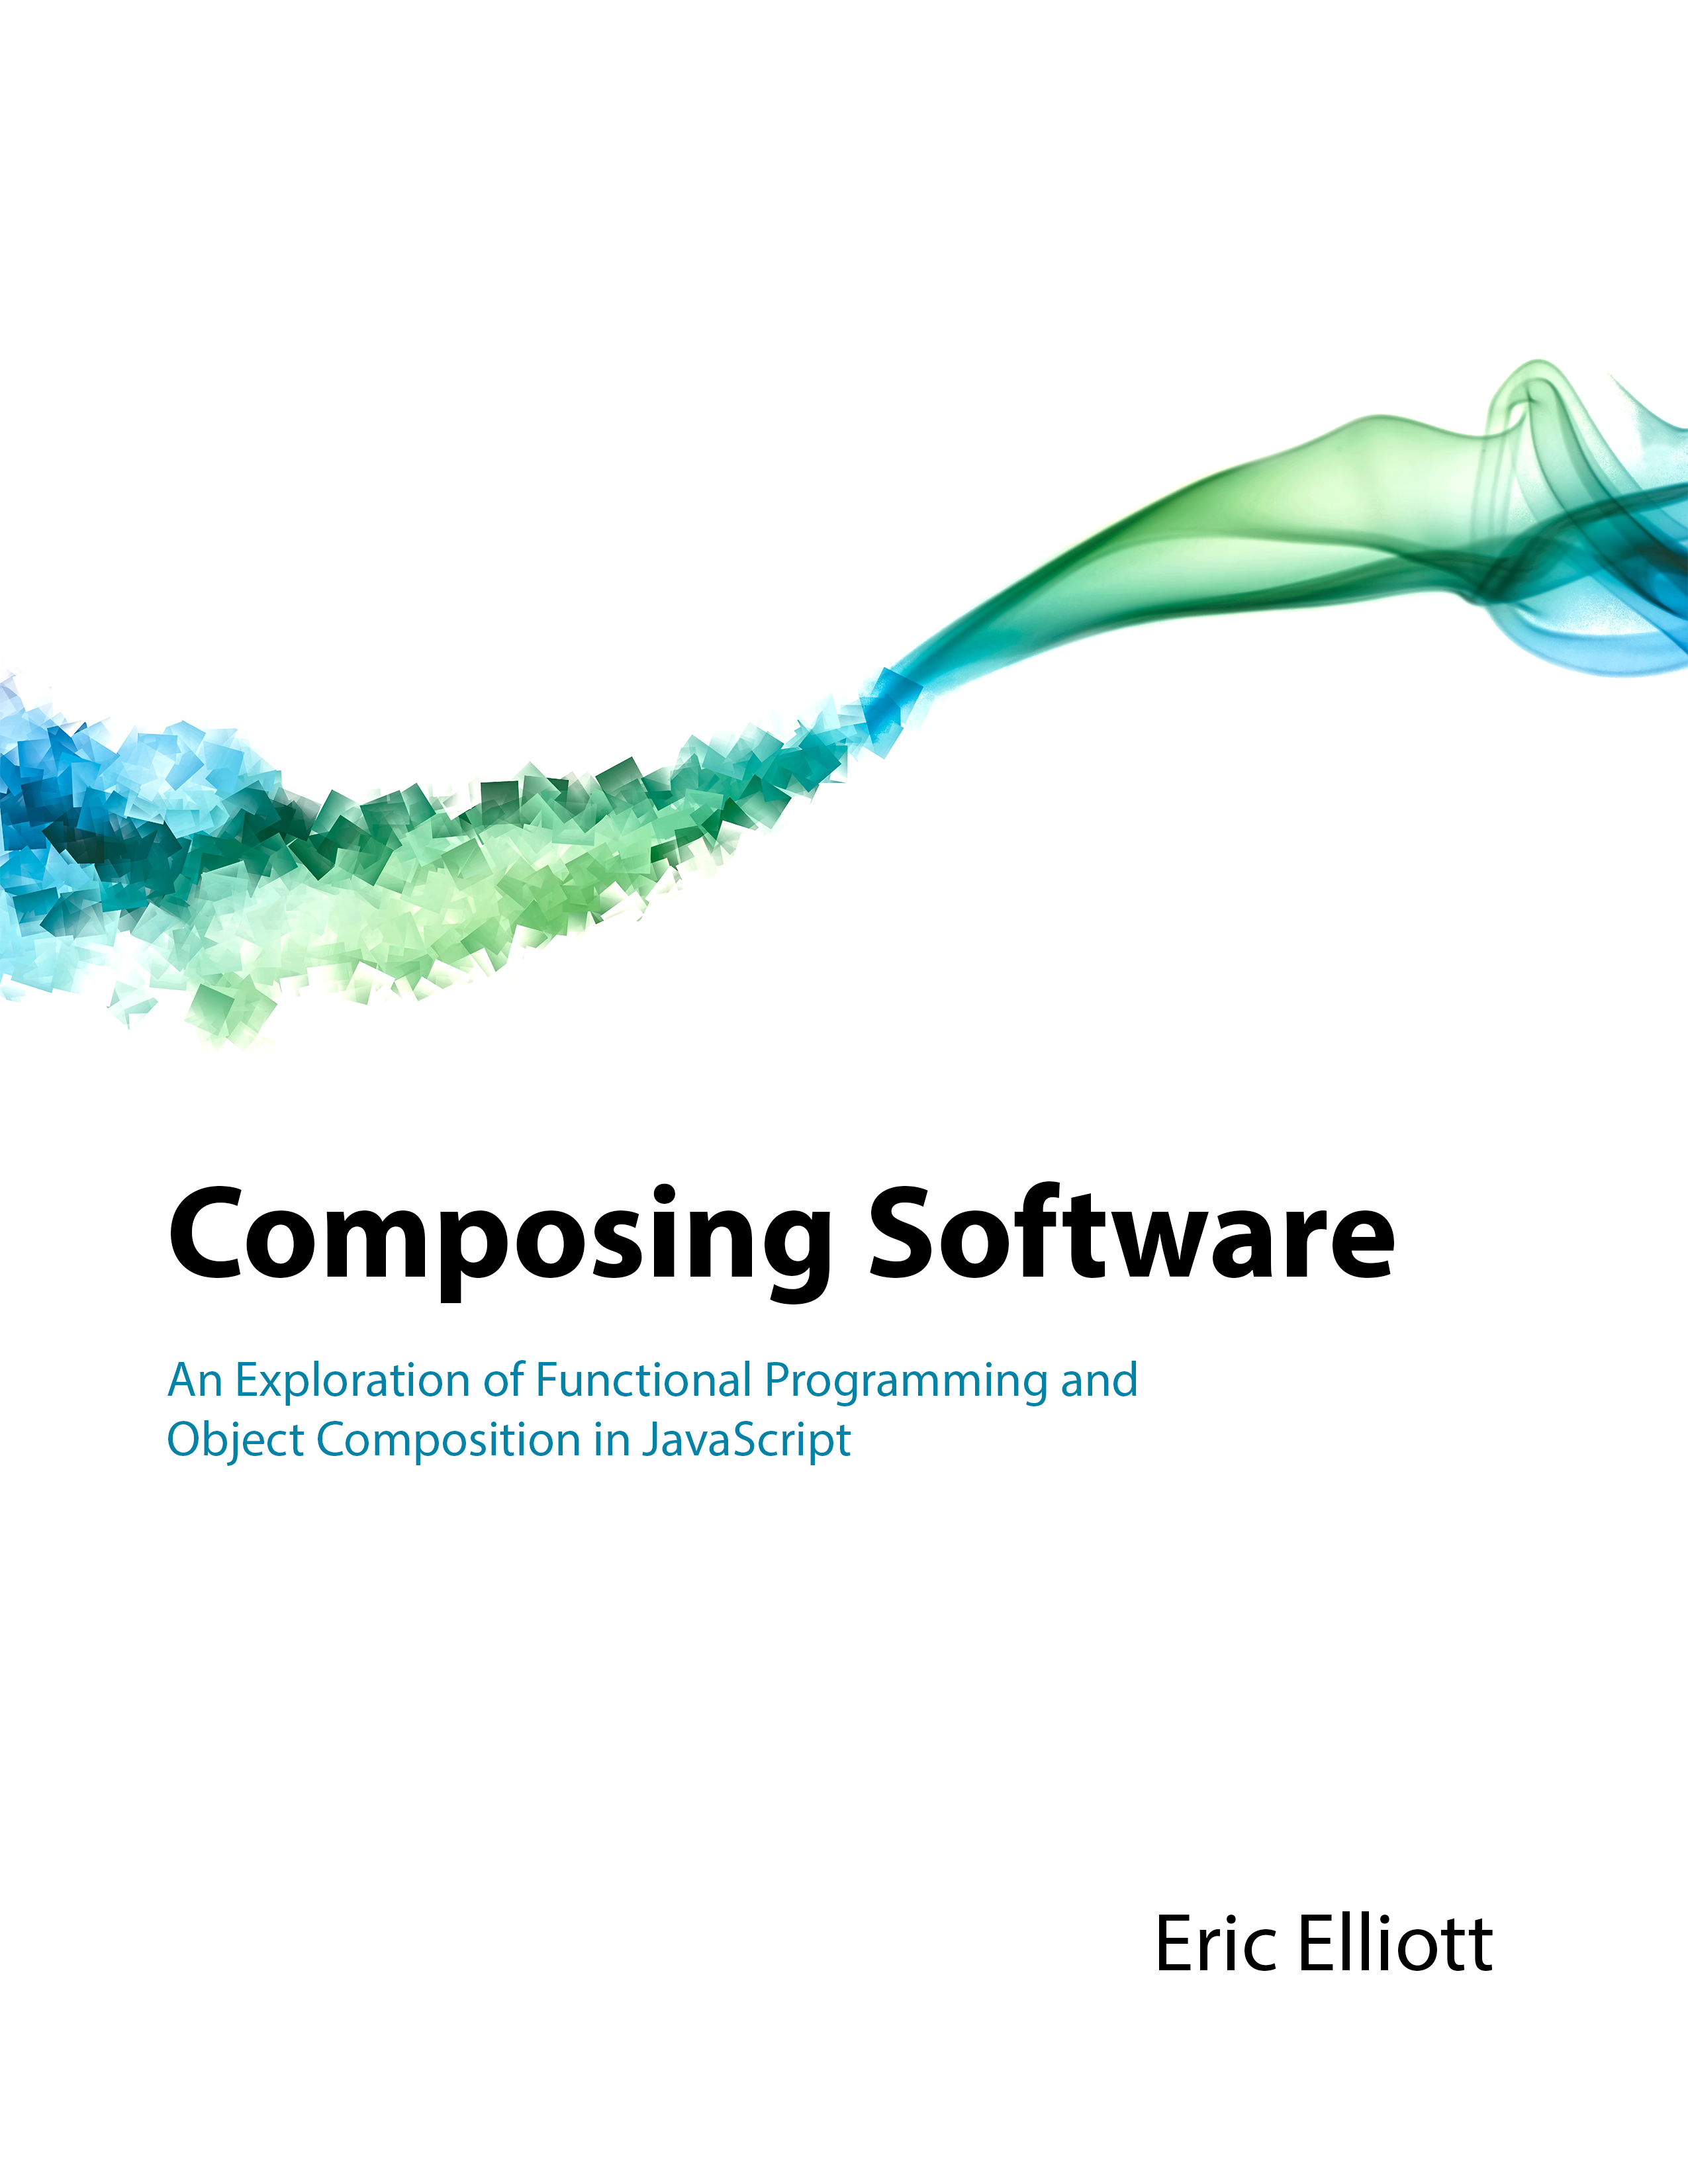 Composing Software
An Exploration of Functional Programming and
Object Composition in JavaScript
Eric Elliott